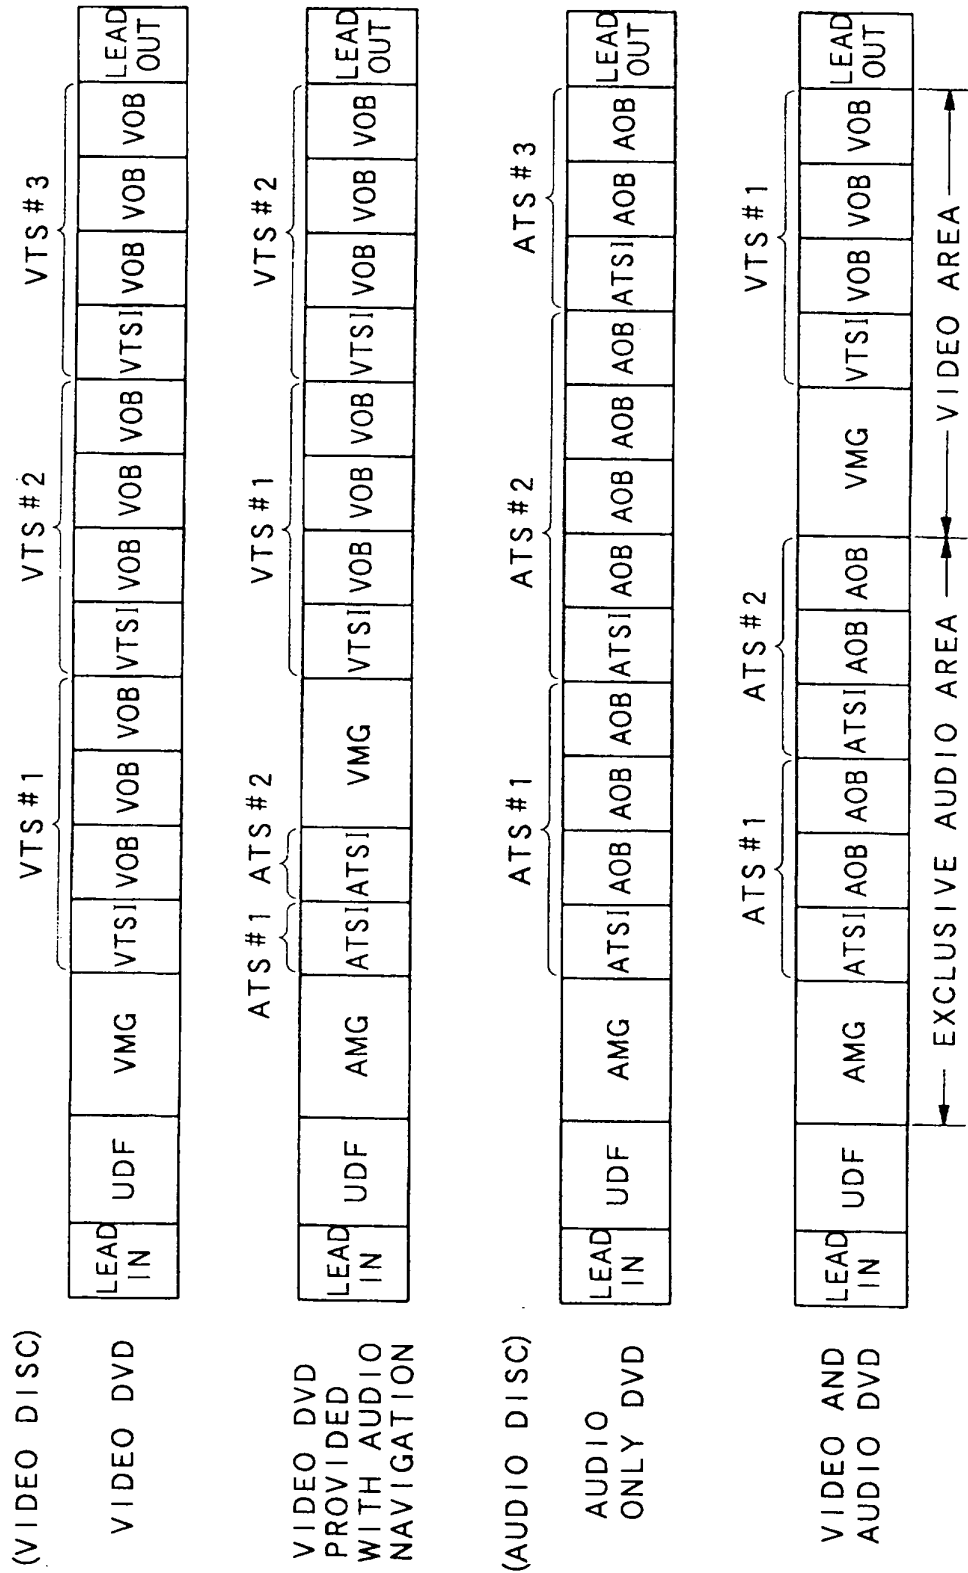 (VIDEO DISC)
VTS#1 VTS#2 VTS#3
VIDEO DVD
LEAD IN UDF VMG VTSI VOB VOB VOB VTSI VOB VOB VOB VTSI VOB VOB VOB LEAD OUT
ATS#1 ATS#2 VTS#1 VTS#2
VIDEO DVD
PROVIDED
WITH AUDIO
NAVIGATION
LEAD IN UDF AMG ATSI ATSI VMG VTSI VOB VOB VOB VTSI VOB VOB VOB LEAD OUT
(AUDIO DISC)
ATS#1 ATS#2 ATS#3
AUDIO
ONLY DVD
LEAD IN UDF AMG ATSI AOB AOB AOB ATSI AOB AOB AOB AOB ATSI AOB AOB LEAD OUT
ATS#1 ATS#2 VTS#1
VIDEO AND
AUDIO DVD
LEAD IN UDF AMG ATSI AOB AOB ATSI AOB AOB VMG VTSI VOB VOB VOB LEAD OUT
EXCLUSIVE AUDIO AREA VIDEO AREA